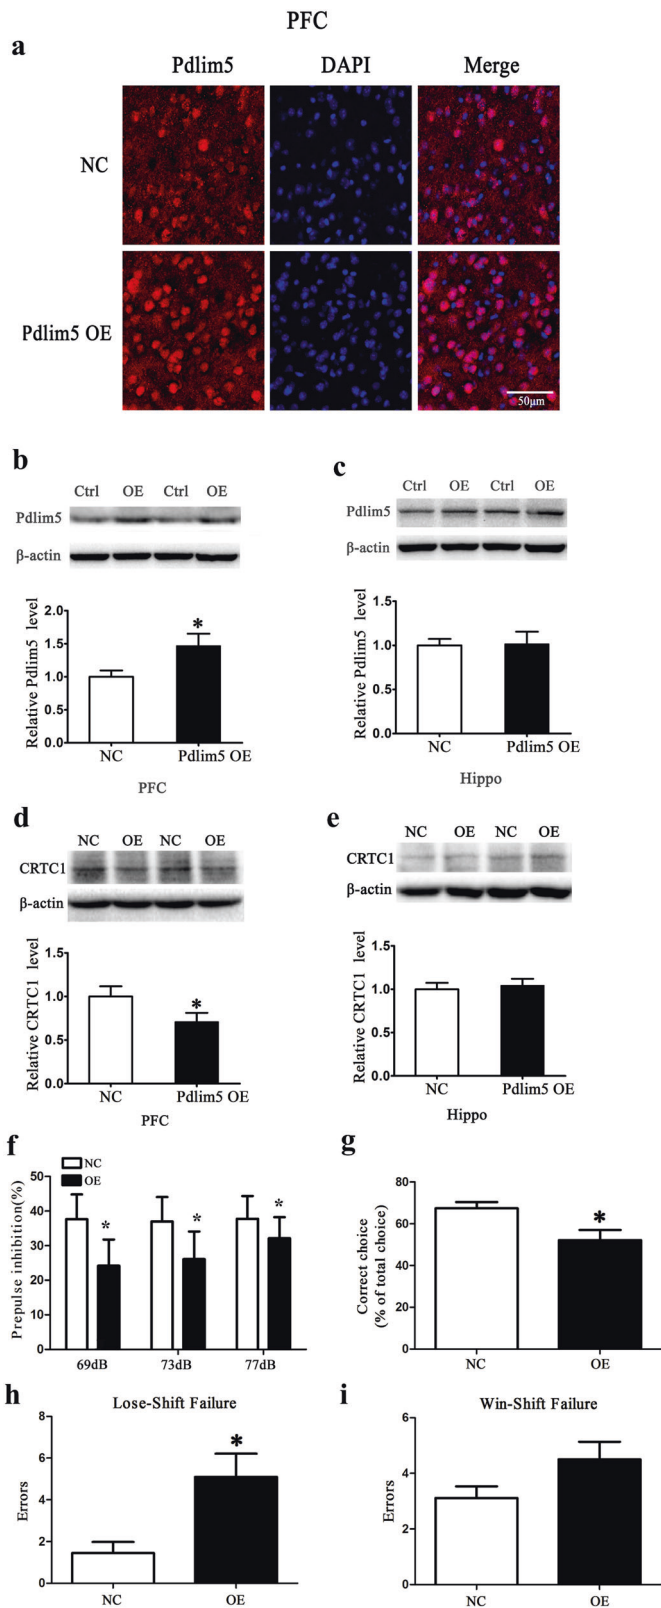 PFC
a
Pdlim5 DAPI Merge
NC
Pdlim5 OE
50μm
b
Ctrl OE Ctrl OE
Pdlim5
β-actin
Relative Pdlim5 level
2.0
1.5
1.0
0.5
0.0
*
NC Pdlim5 OE
PFC
c
Ctrl OE Ctrl OE
Pdlim5
β-actin
Relative Pdlim5 level
1.5
1.0
0.5
0.0
NC Pdlim5 OE
Hippo
d
NC OE NC OE
CRTC1
β-actin
Relative CRTC1 level
1.5
1.0
0.5
0.0
*
NC Pdlim5 OE
PFC
e
NC OE NC OE
CRTC1
β-actin
Relative CRTC1 level
1.5
1.0
0.5
0.0
NC Pdlim5 OE
Hippo
f
NC
OE
Prepulse inhibition(%)
50
40
30
20
10
0
* * *
69dB 73dB 77dB
g
Correct choice
(% of total choice)
80
60
40
20
0
*
NC OE
h
Lose-Shift Failure
Errors
8
6
4
2
0
*
NC OE
i
Win-Shift Failure
Errors
6
4
2
0
NC OE